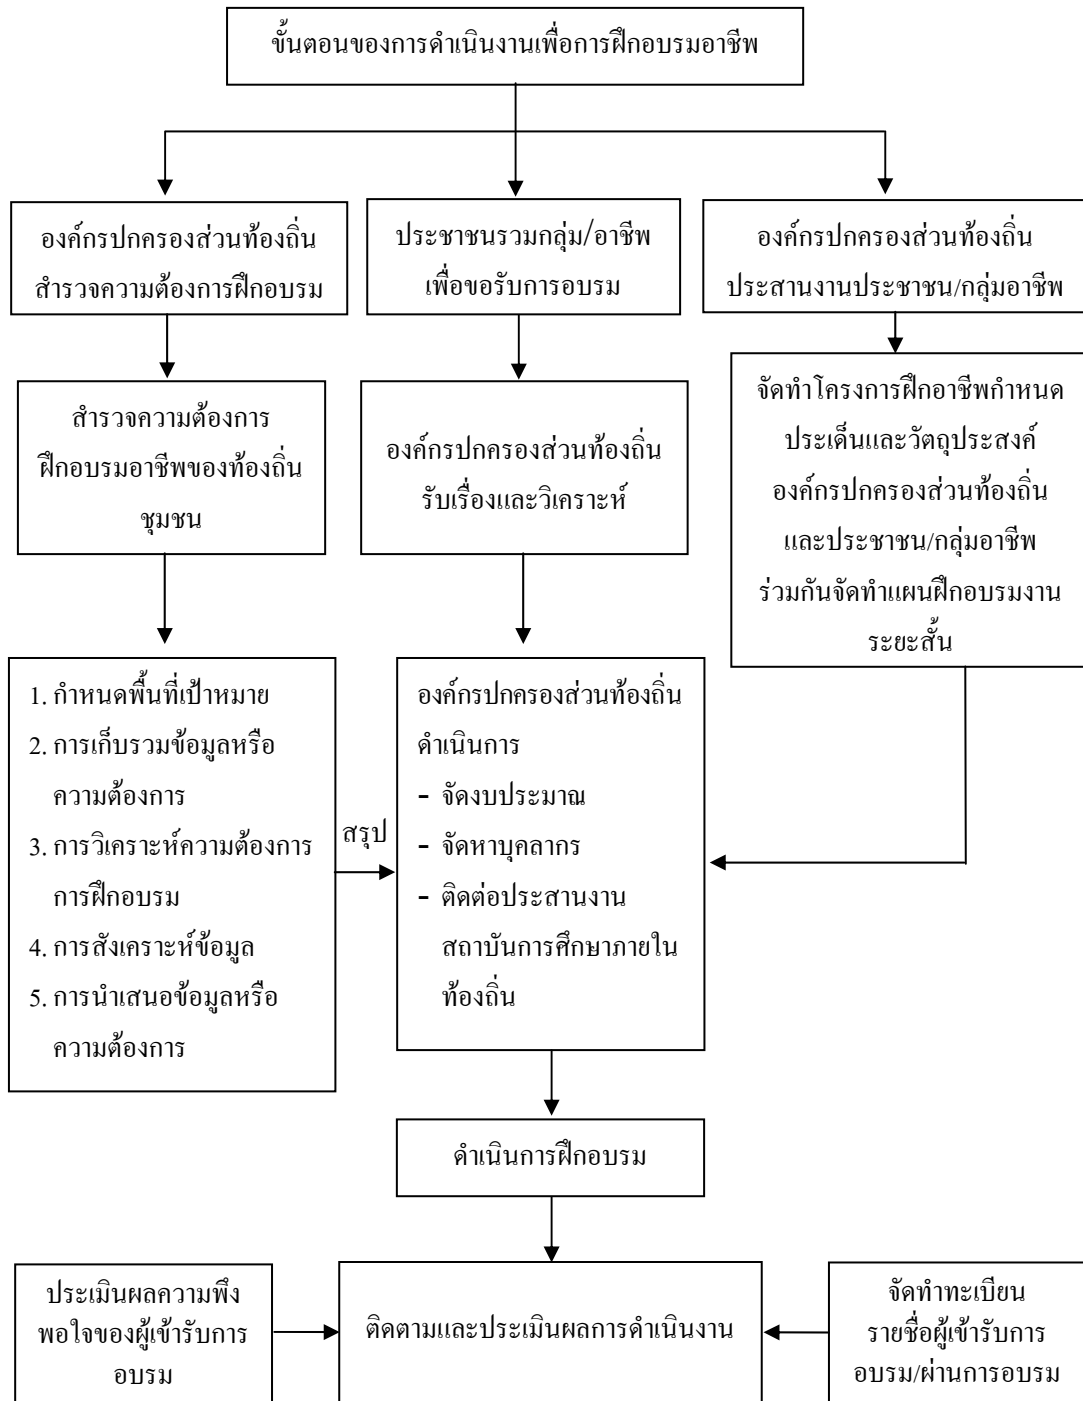 ขั้นตอนของการดำเนินงานเพื่อการฝึกอบรมอาชีพ
องค์กรปกครองส่วนท้องถิ่น
สำรวจความต้องการฝึกอบรม
ประชาชนรวมกลุ่ม/อาชีพ
เพื่อขอรับการอบรม
องค์กรปกครองส่วนท้องถิ่น
ประสานงานประชาชน/กลุ่มอาชีพ
สำรวจความต้องการ
ฝึกอบรมอาชีพของท้องถิ่น
ชุมชน
องค์กรปกครองส่วนท้องถิ่น
รับเรื่องและวิเคราะห์
จัดทำโครงการฝึกอาชีพกำหนด
ประเด็นและวัตถุประสงค์
องค์กรปกครองส่วนท้องถิ่น
และประชาชน/กลุ่มอาชีพ
ร่วมกันจัดทำแผนฝึกอบรมงาน
ระยะสั้น
1. กำหนดพื้นที่เป้าหมาย
2. การเก็บรวมข้อมูลหรือ
ความต้องการ
3. การวิเคราะห์ความต้องการ
การฝึกอบรม
4. การสังเคราะห์ข้อมูล
5. การนำเสนอข้อมูลหรือ
ความต้องการ
สรุป
องค์กรปกครองส่วนท้องถิ่น
ดำเนินการ
- จัดงบประมาณ
- จัดหาบุคลากร
- ติดต่อประสานงาน
สถาบันการศึกษาภายใน
ท้องถิ่น
ดำเนินการฝึกอบรม
ประเมินผลความพึง
พอใจของผู้เข้ารับการ
อบรม
ติดตามและประเมินผลการดำเนินงาน
จัดทำทะเบียน
รายชื่อผู้เข้ารับการ
อบรม/ผ่านการอบรม